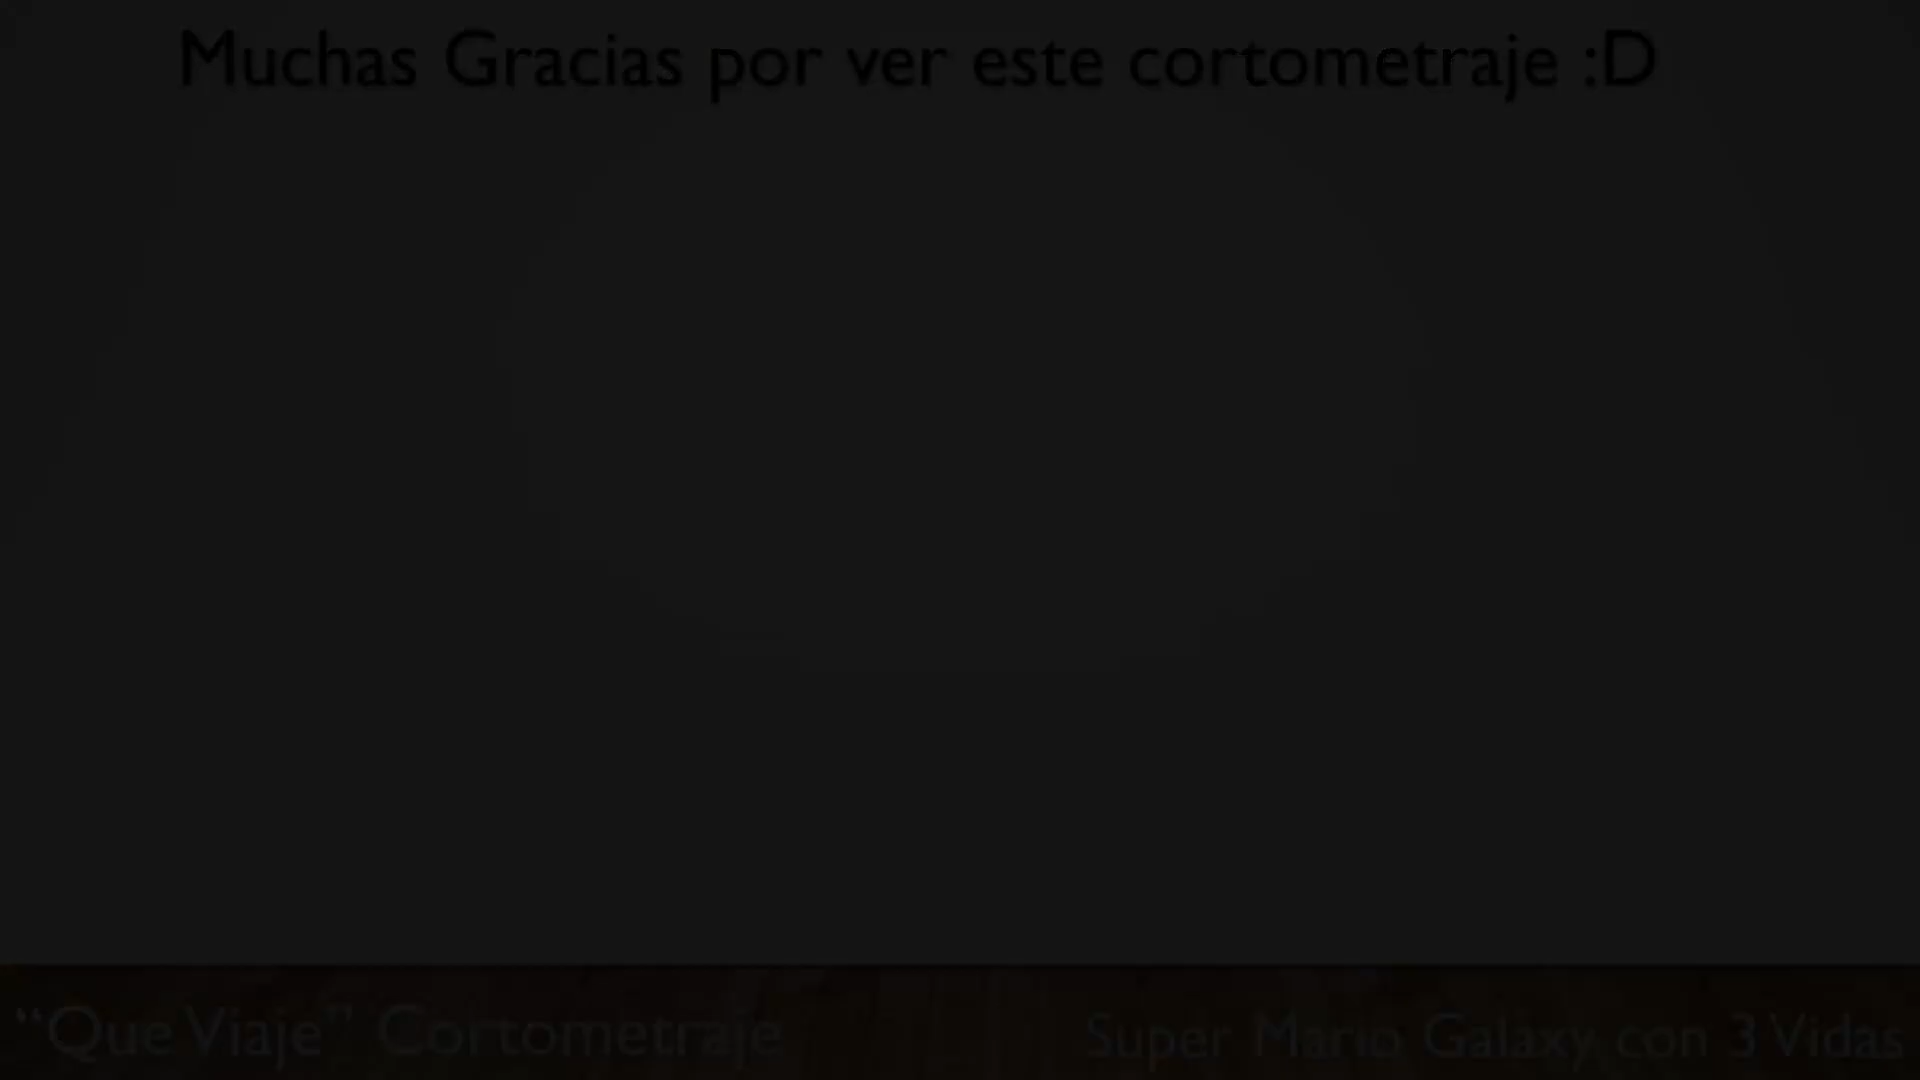 Muchas Gracias por ver este cortometraje :D
“Que Viaje” Cortometraje
Super Mario Galaxy con 3 Vidas